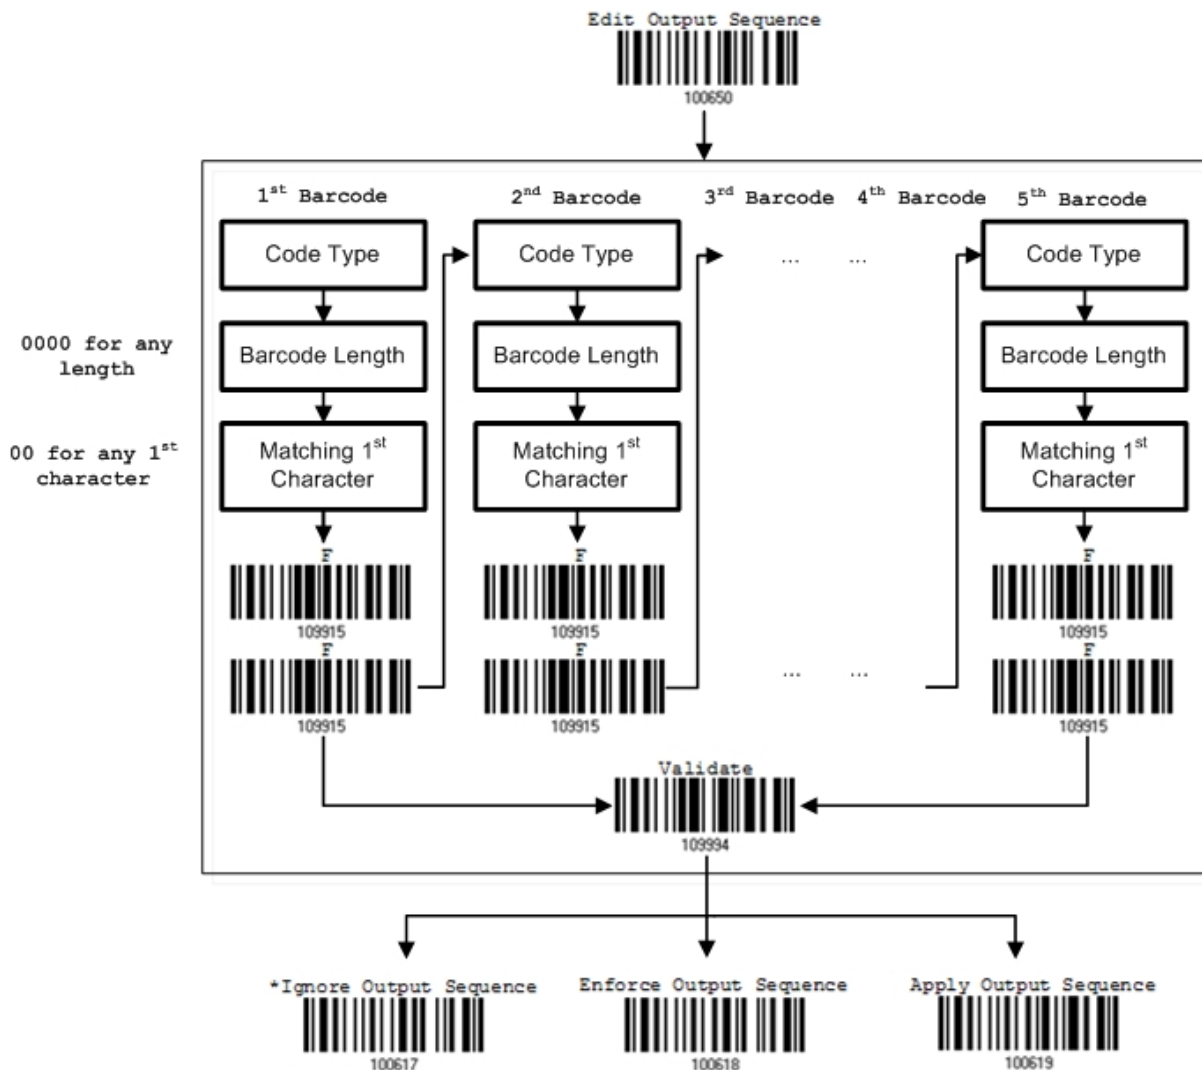 Edit Output Sequence
100650
1st Barcode
2nd Barcode
3rd Barcode
4th Barcode
5th Barcode
Code Type
Code Type
... ...
Code Type
0000 for any
length
Barcode Length
Barcode Length
Barcode Length
00 for any 1st
character
Matching 1st
Character
Matching 1st
Character
Matching 1st
Character
F
F
F
109915
109915
109915
F
F
F
... ...
109915
109915
109915
Validate
109994
*Ignore Output Sequence
Enforce Output Sequence
Apply Output Sequence
100617
100618
100619